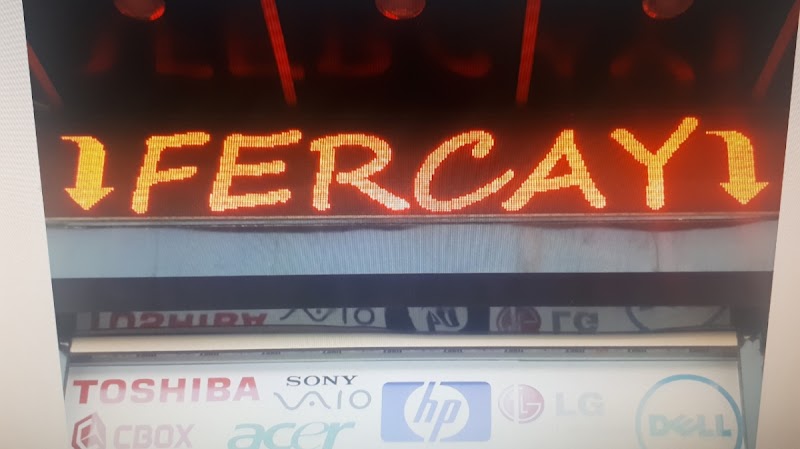 FERCAY
TOSHIBA SONY VAIO hp LG DELL
CBOX acer